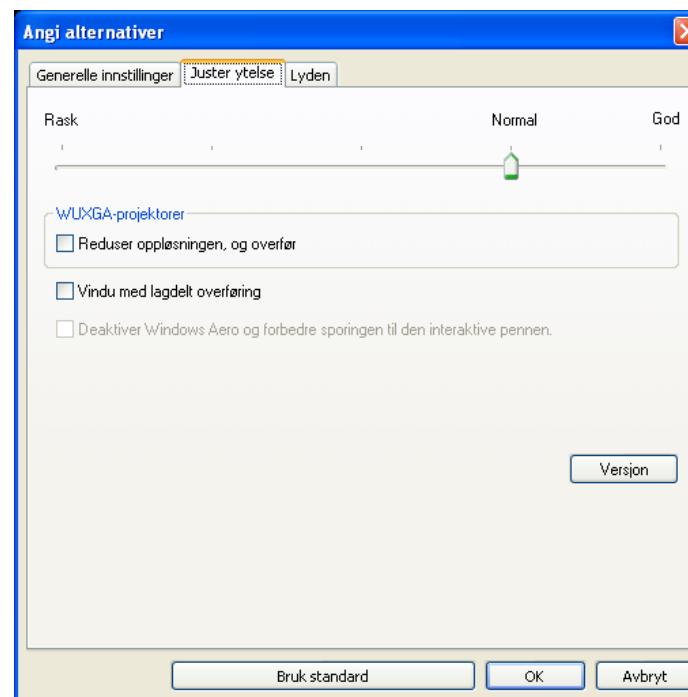 Angi alternativer
Generelle innstillinger Juster ytelse Lyden
Rask Normal God
WUXGA-projektorer
Reduser oppløsningen, og overfør
Vindu med lagdelt overføring
Deaktiver Windows Aero og forbedre sporingen til den interaktive pennen.
Versjon
Bruk standard OK Avbryt